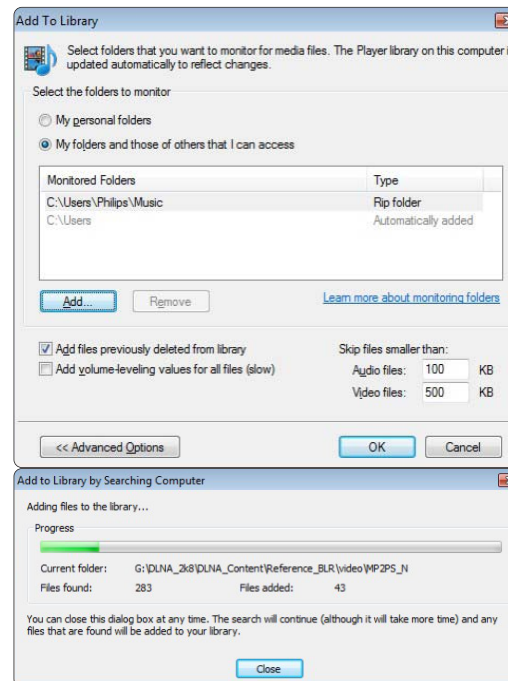 Add To Library
Select folders that you want to monitor for media files. The Player library on this computer
updated automatically to reflect changes.
Select the folders to monitor
My personal folders
My folders and those of others that I can access
Monitored Folders Type
C:\Users\Philips\Music Rip folder
C:\Users Automatically added
Add... Remove Learn more about monitoring folders
Add files previously deleted from library Skip files smaller than:
Add volume-leveling values for all files (slow) Audio files: 100 KB
Video files: 500 KB
<< Advanced Options OK Cancel
Add to Library by Searching Computer
Adding files to the library...
Progress
Current folder: G:\DLNA_2k8\DLNA_Content\Reference_BLR\video\MP2PS_N
Files found: 283 Files added: 43
You can close this dialog box at any time. The search will continue (although it will take more time) and any
files that are found will be added to your library.
Close